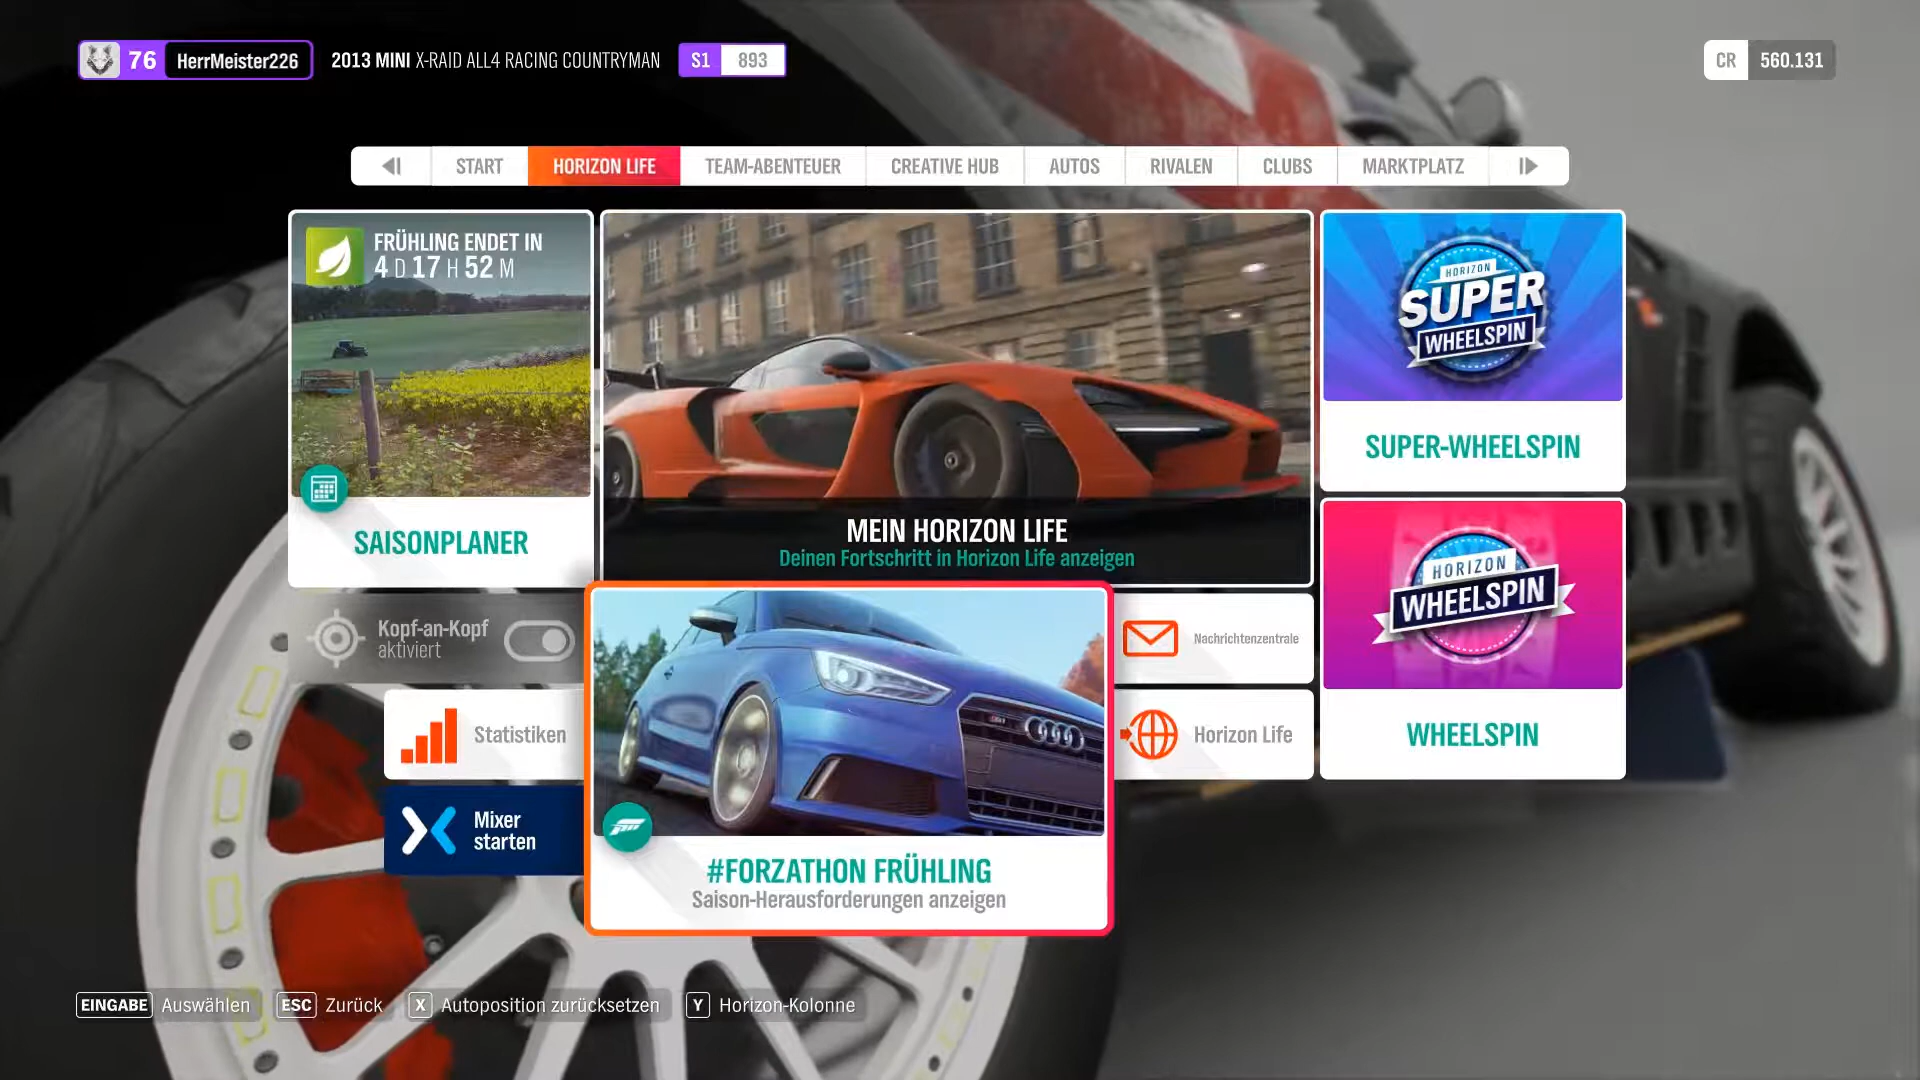 76 HerrMeister226 2013 MINI X-RAID ALL4 RACING COUNTRYMAN S1 893
CR 560.131
START HORIZON LIFE TEAM-ABENTEUER CREATIVE HUB AUTOS RIVALEN CLUBS MARKTPLATZ
FRÜHLING ENDET IN
4 D 17 H 52 M
SAISONPLANER
MEIN HORIZON LIFE
Deinen Fortschritt in Horizon Life anzeigen
HORIZON
SUPER
WHEELSPIN
SUPER-WHEELSPIN
HORIZON
WHEELSPIN
WHEELSPIN
Kopf-an-Kopf
aktiviert
Statistiken
Mixer
starten
#FORZATHON FRÜHLING
Saison-Herausforderungen anzeigen
Nachrichtenzentrale
Horizon Life
EINGABE Auswählen ESC Zurück X Autoposition zurücksetzen Y Horizon-Kolonne